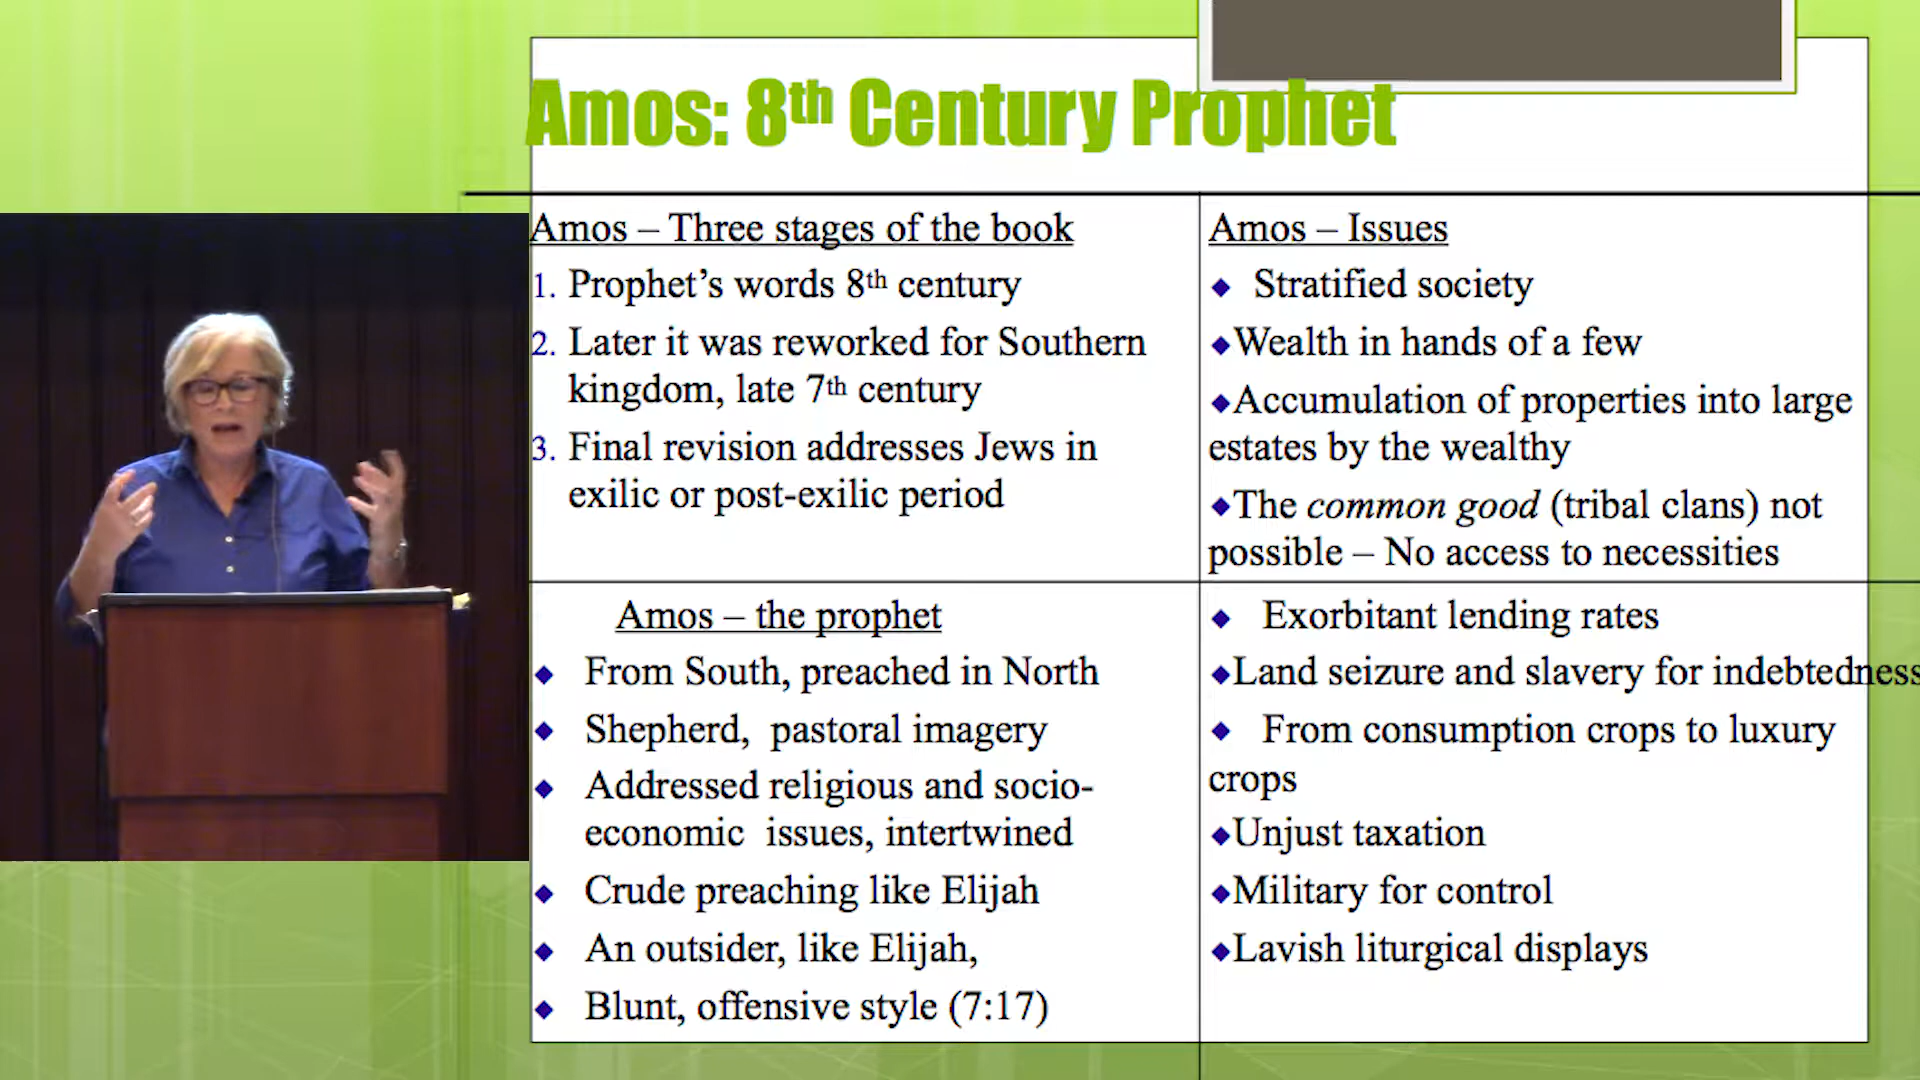 Amos: 8th Century Prophet
Amos – Three stages of the book
1. Prophet’s words 8th century
2. Later it was reworked for Southern
kingdom, late 7th century
3. Final revision addresses Jews in
exilic or post-exilic period
Amos – Issues
◆ Stratified society
◆Wealth in hands of a few
◆Accumulation of properties into large
estates by the wealthy
◆The common good (tribal clans) not
possible – No access to necessities
Amos – the prophet
◆ From South, preached in North
◆ Shepherd, pastoral imagery
◆ Addressed religious and socio-
economic issues, intertwined
◆ Crude preaching like Elijah
◆ An outsider, like Elijah,
◆ Blunt, offensive style (7:17)
◆ Exorbitant lending rates
◆Land seizure and slavery for indebtedness
◆ From consumption crops to luxury
crops
◆Unjust taxation
◆Military for control
◆Lavish liturgical displays